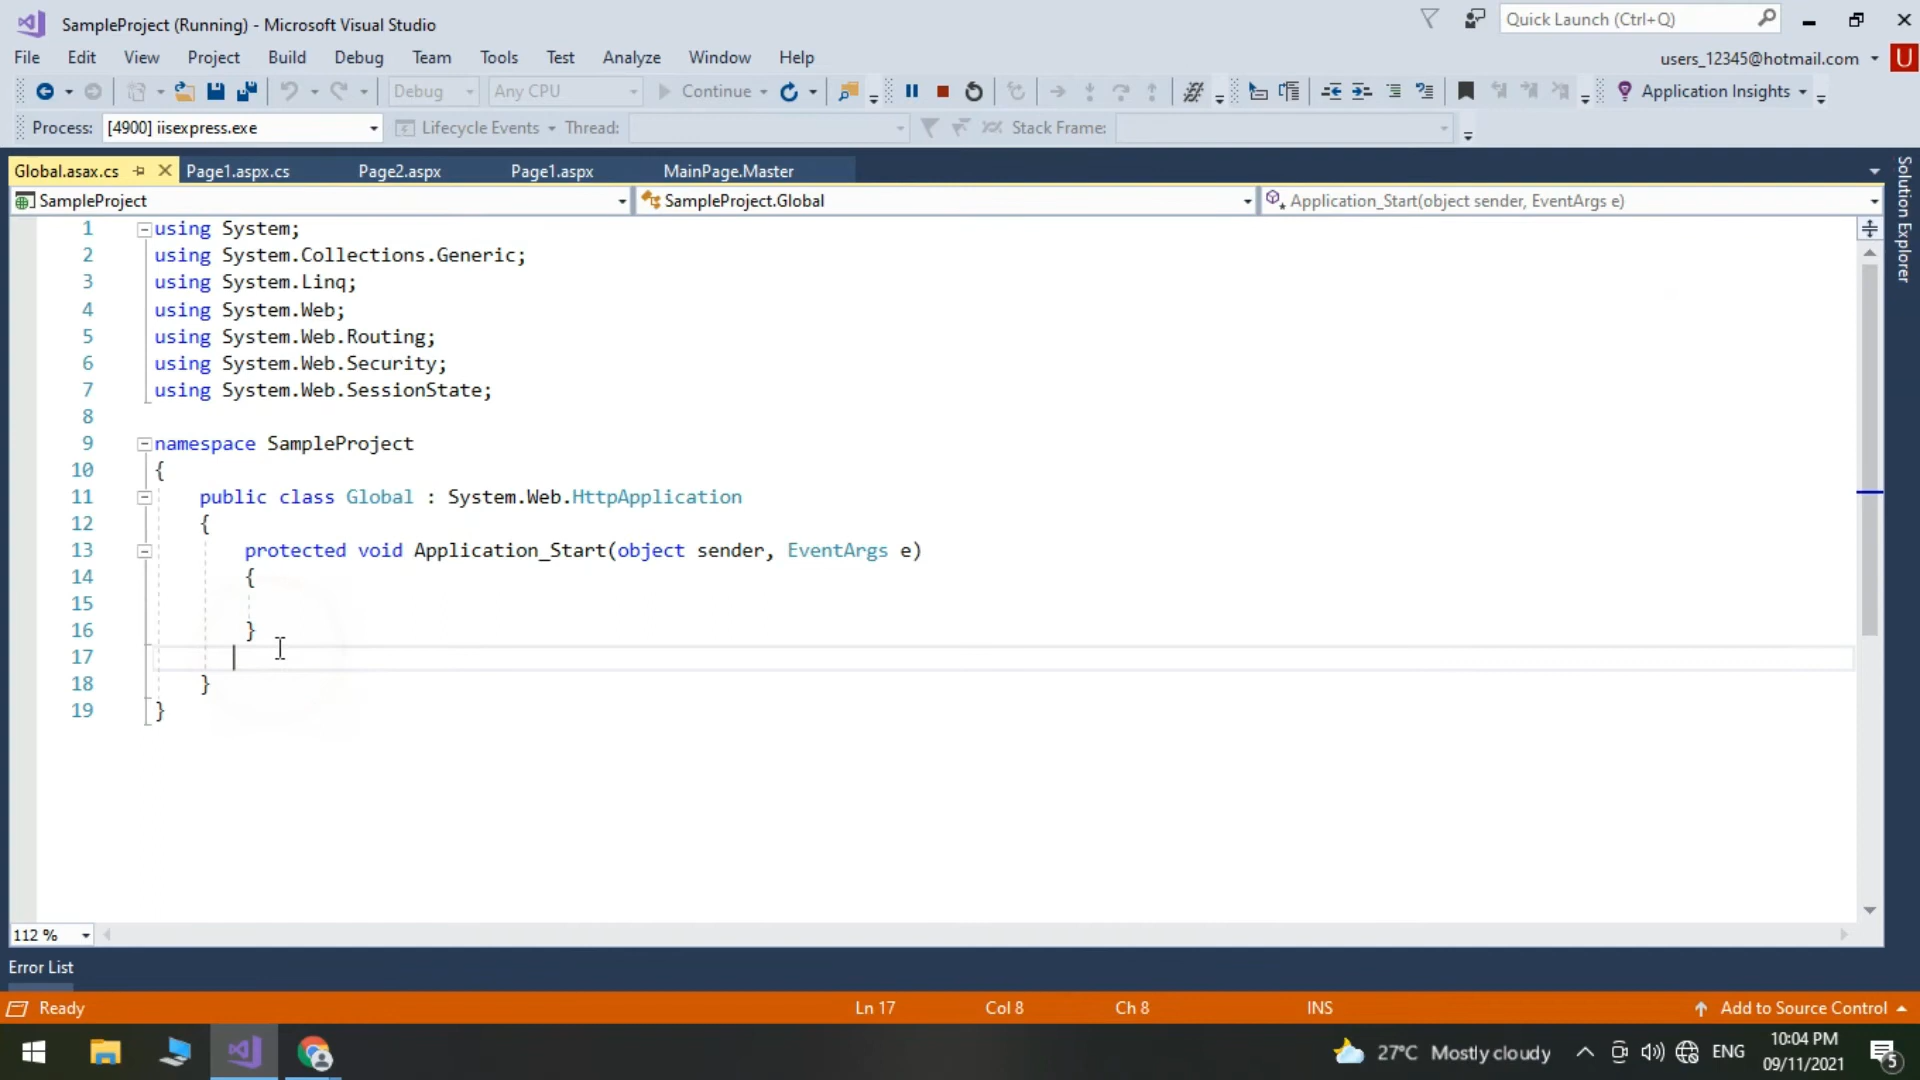 SampleProject (Running) - Microsoft Visual Studio
Quick Launch (Ctrl+Q)
File Edit View Project Build Debug Team Tools Test Analyze Window Help
users_12345@hotmail.com U
Debug Any CPU Continue Application Insights
Process: [4900] iisexpress.exe Lifecycle Events Thread: Stack Frame:
Global.asax.cs Page1.aspx.cs Page2.aspx Page1.aspx MainPage.Master
SampleProject SampleProject.Global Application_Start(object sender, EventArgs e)
Solution Explorer
1 using System;
2 using System.Collections.Generic;
3 using System.Linq;
4 using System.Web;
5 using System.Web.Routing;
6 using System.Web.Security;
7 using System.Web.SessionState;
8
9 namespace SampleProject
10 {
11 public class Global : System.Web.HttpApplication
12 {
13 protected void Application_Start(object sender, EventArgs e)
14 {
15
16 }
17
18 }
19 }
112 %
Error List
Ready Ln 17 Col 8 Ch 8 INS Add to Source Control
27°C Mostly cloudy ENG 10:04 PM
09/11/2021 5